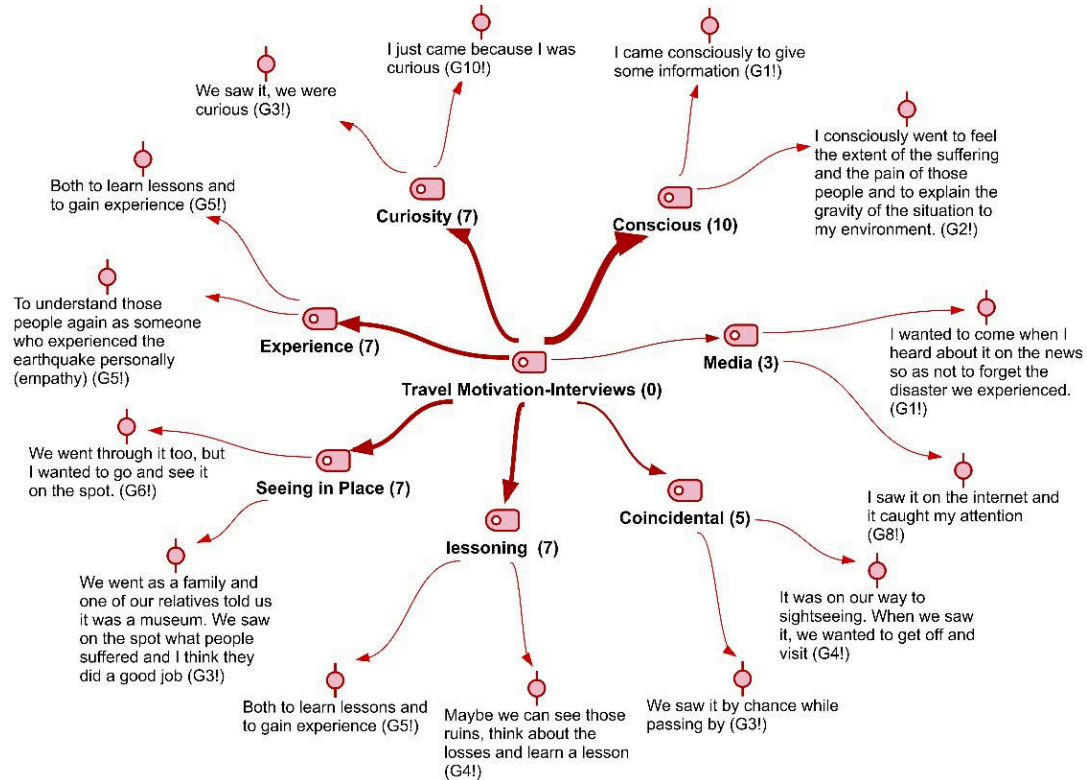 I just came because I was
curious (G10!)
I came consciously to give
some information (G1!)
We saw it, we were
curious (G3!)
I consciously went to feel
the extent of the suffering
and the pain of those
people and to explain the
gravity of the situation to
my environment. (G2!)
Both to learn lessons and
to gain experience (G5!)
Curiosity (7)
Conscious (10)
To understand those
people again as someone
who experienced the
earthquake personally
(empathy) (G5!)
Experience (7)
Media (3)
I wanted to come when I
heard about it on the news
so as not to forget the
disaster we experienced.
(G1!)
Travel Motivation-Interviews (0)
We went through it too, but
I wanted to go and see it
on the spot. (G6!)
Seeing in Place (7)
I saw it on the internet and
it caught my attention
(G8!)
lessoning (7)
Coincidental (5)
We went as a family and
one of our relatives told us
it was a museum. We saw
on the spot what people
suffered and I think they
did a good job (G3!)
It was on our way to
sightseeing. When we saw
it, we wanted to get off and
visit (G4!)
Both to learn lessons and
to gain experience (G5!)
Maybe we can see those
ruins, think about the
losses and learn a lesson
(G4!)
We saw it by chance while
passing by (G3!)